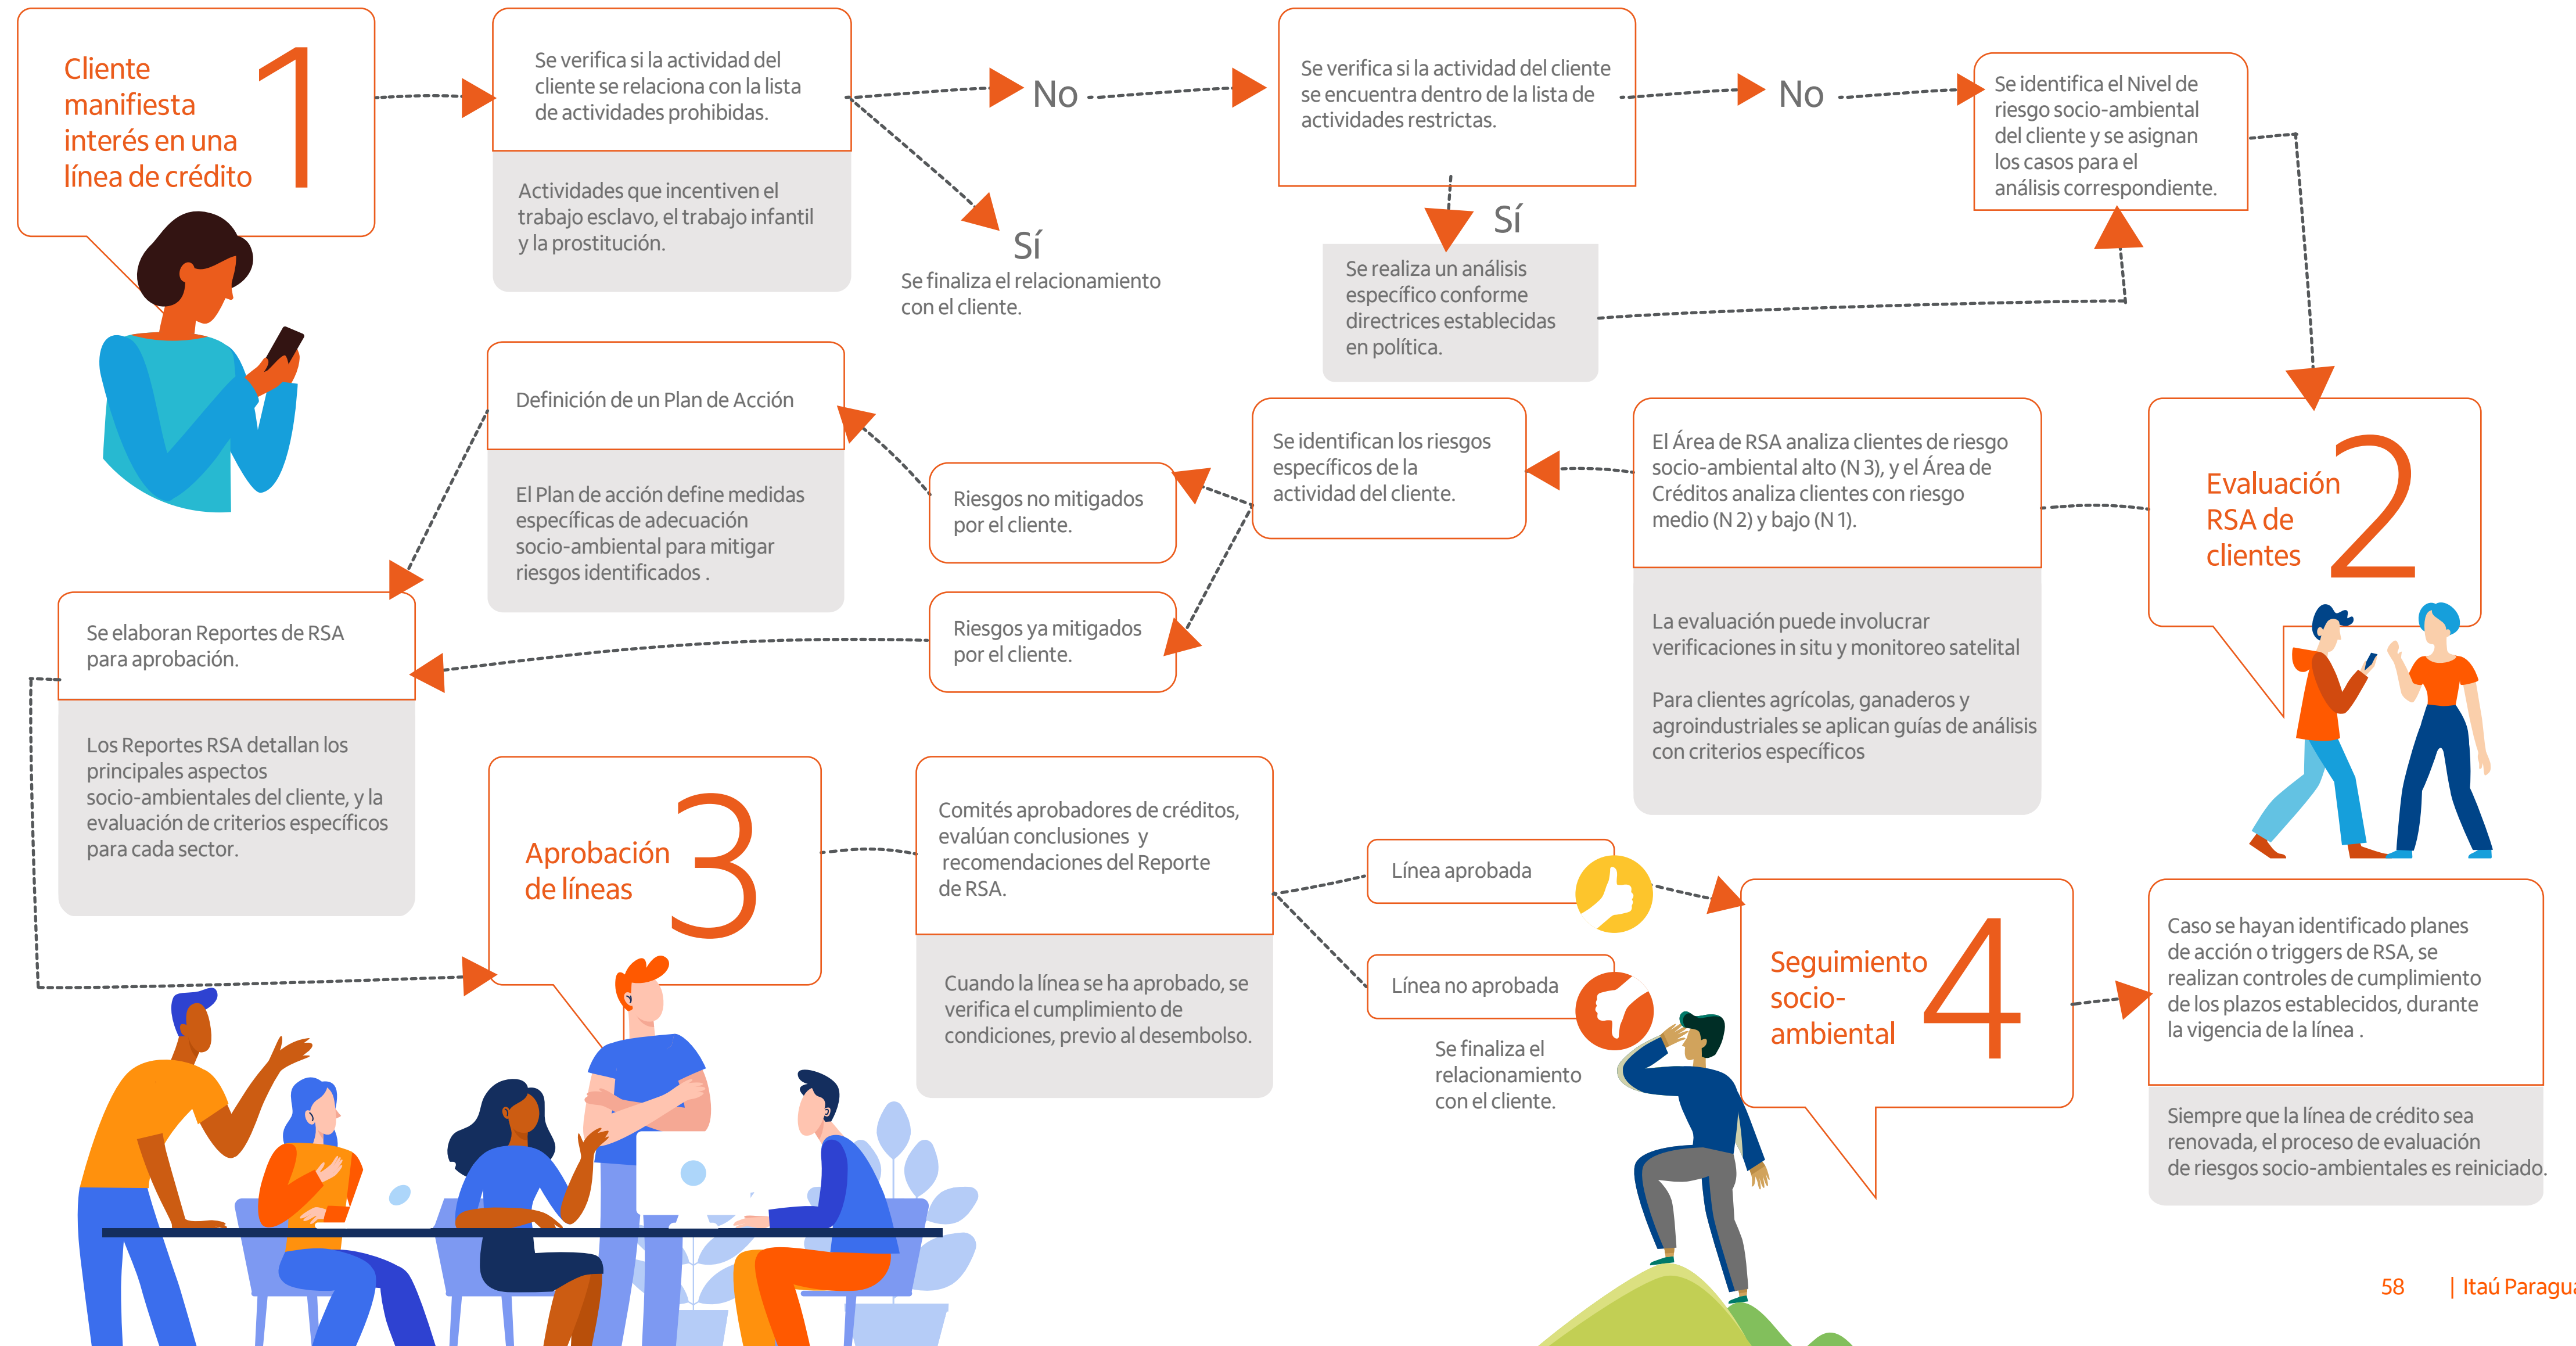 Cliente
manifiesta
interés en una
línea de crédito
1
Se verifica si la actividad del
cliente se relaciona con la lista
de actividades prohibidas.
Actividades que incentiven el
trabajo esclavo, el trabajo infantil
y la prostitución.
No
Sí
Se finaliza el relacionamiento
con el cliente.
Se verifica si la actividad del cliente
se encuentra dentro de la lista de
actividades restrictas.
Sí
Se realiza un análisis
específico conforme
directrices establecidas
en política.
No
Se identifica el Nivel de
riesgo socio-ambiental
del cliente y se asignan
los casos para el
análisis correspondiente.
Evaluación
RSA de
clientes
2
El Área de RSA analiza clientes de riesgo
socio-ambiental alto (N 3), y el Área de
Créditos analiza clientes con riesgo
medio (N 2) y bajo (N 1).
La evaluación puede involucrar
verificaciones in situ y monitoreo satelital
Para clientes agrícolas, ganaderos y
agroindustriales se aplican guías de análisis
con criterios específicos
Se identifican los riesgos
específicos de la
actividad del cliente.
Riesgos no mitigados
por el cliente.
Riesgos ya mitigados
por el cliente.
Definición de un Plan de Acción
El Plan de acción define medidas
específicas de adecuación
socio-ambiental para mitigar
riesgos identificados .
Se elaboran Reportes de RSA
para aprobación.
Los Reportes RSA detallan los
principales aspectos
socio-ambientales del cliente, y la
evaluación de criterios específicos
para cada sector.
Aprobación
de líneas
3
Comités aprobadores de créditos,
evalúan conclusiones y
recomendaciones del Reporte
de RSA.
Cuando la línea se ha aprobado, se
verifica el cumplimiento de
condiciones, previo al desembolso.
Línea aprobada
Línea no aprobada
Se finaliza el
relacionamiento
con el cliente.
Seguimiento
socio-
ambiental
4
Caso se hayan identificado planes
de acción o triggers de RSA, se
realizan controles de cumplimiento
de los plazos establecidos, durante
la vigencia de la línea .
Siempre que la línea de crédito sea
renovada, el proceso de evaluación
de riesgos socio-ambientales es reiniciado.
58 | Itaú Paragua